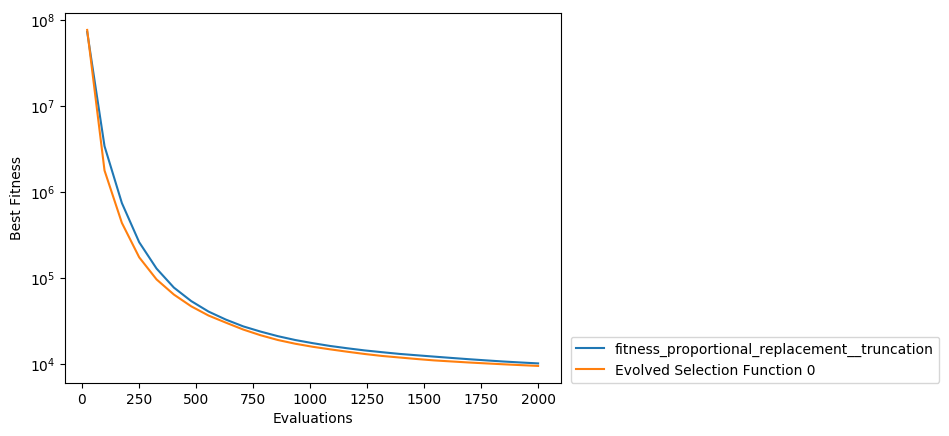 10^8
10^7
10^6
10^5
10^4
Best Fitness
0 250 500 750 1000 1250 1500 1750 2000
Evaluations
fitness_proportional_replacement__truncation
Evolved Selection Function 0